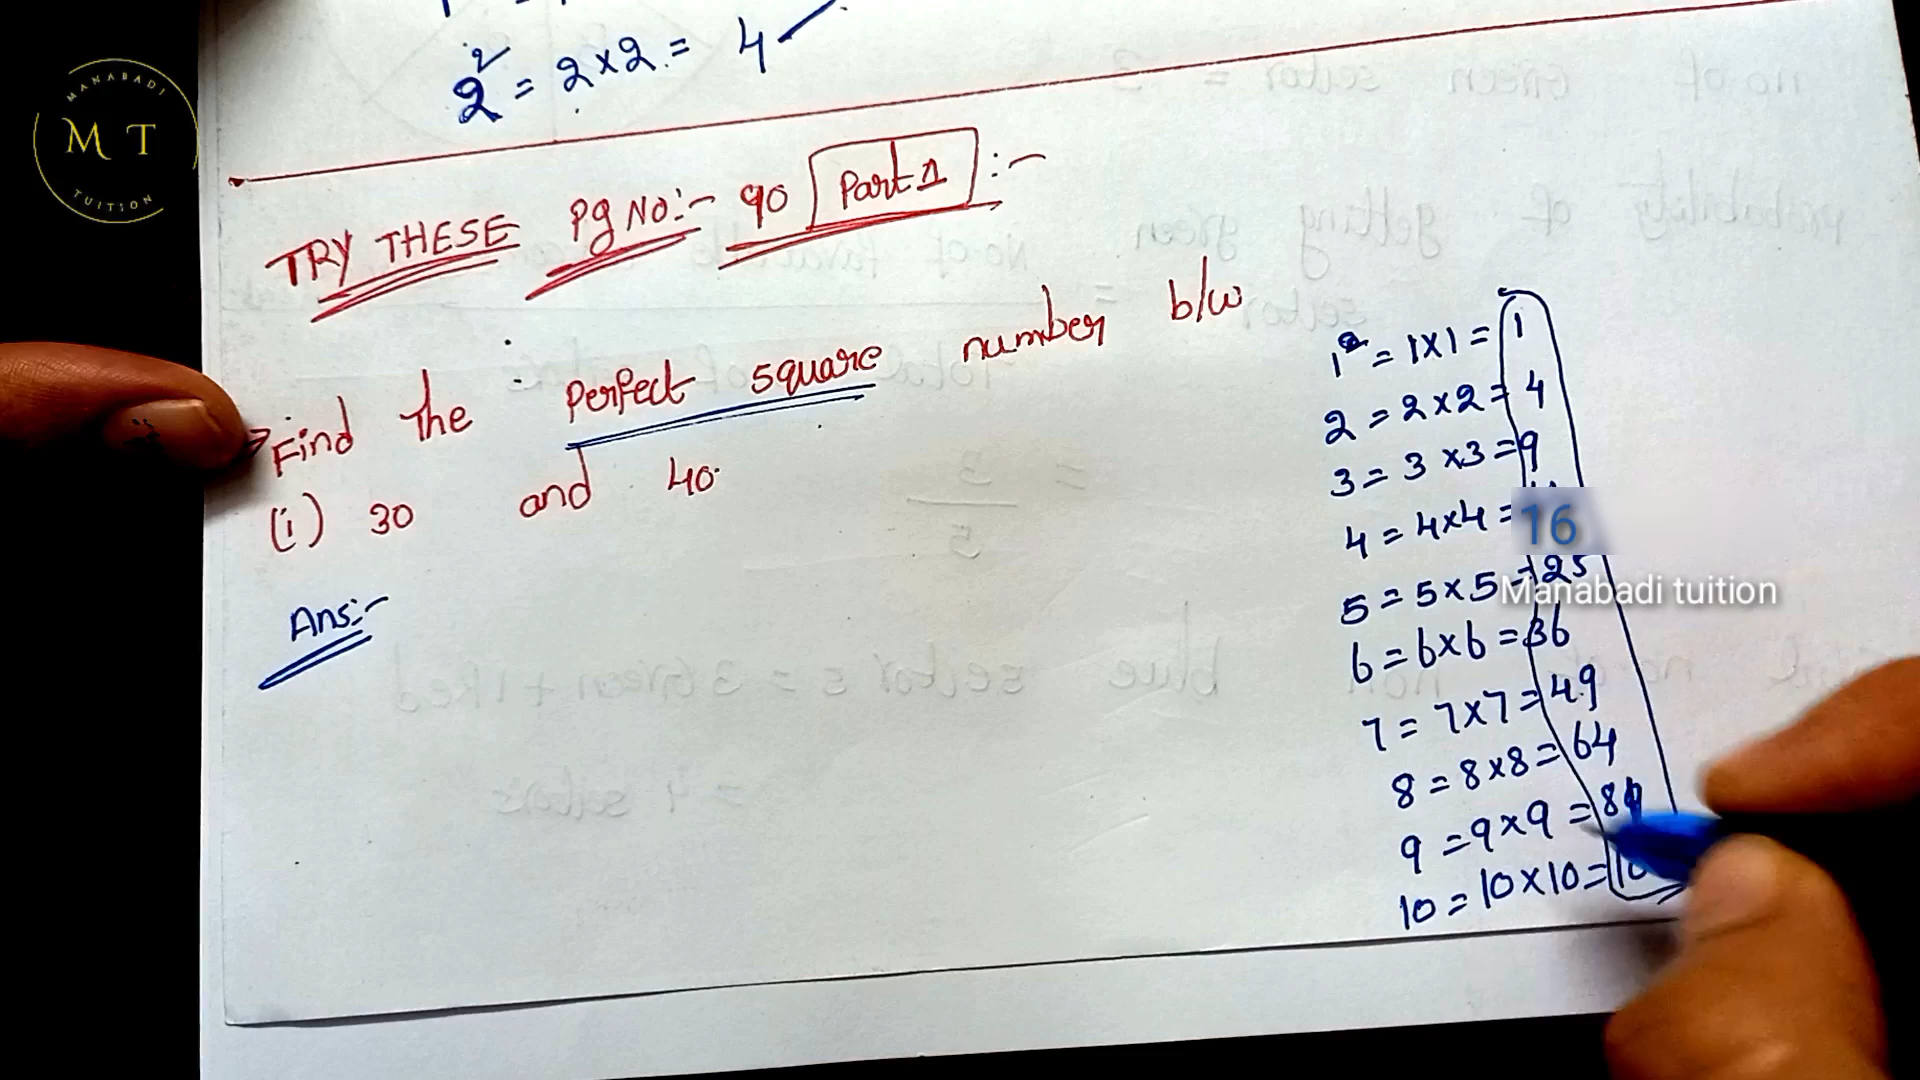 MANABADI
M T
TUITION
2² = 2×2 = 4
TRY THESE Pg No:- 90 Part 1 :-
Find the perfect square number b/w
(i) 30 and 40
Ans:-
1² = 1×1 = 1
2 = 2×2 = 4
3 = 3×3 = 9
4 = 4×4 = 16
5 = 5×5 = 25
Manabadi tuition
6 = 6×6 = 36
7 = 7×7 = 49
8 = 8×8 = 64
9 = 9×9 = 81
10 = 10×10 = 10